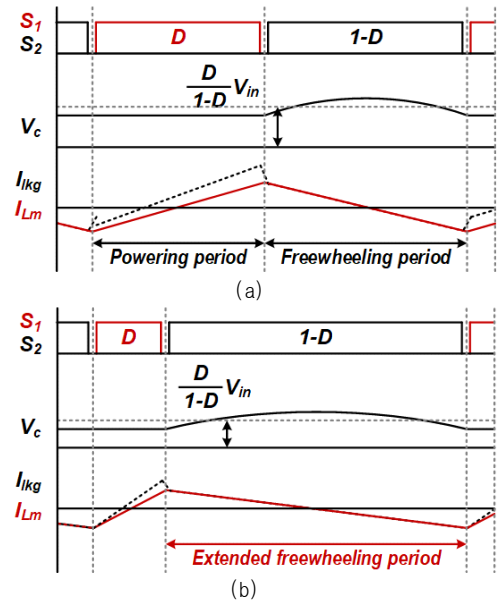 S1
S2
D
1-D
D
1-D
Vin
Vc
Ilkg
ILm
Powering period
Freewheeling period
(a)
S1
S2
D
1-D
D
1-D
Vin
Vc
Ilkg
ILm
Extended freewheeling period
(b)